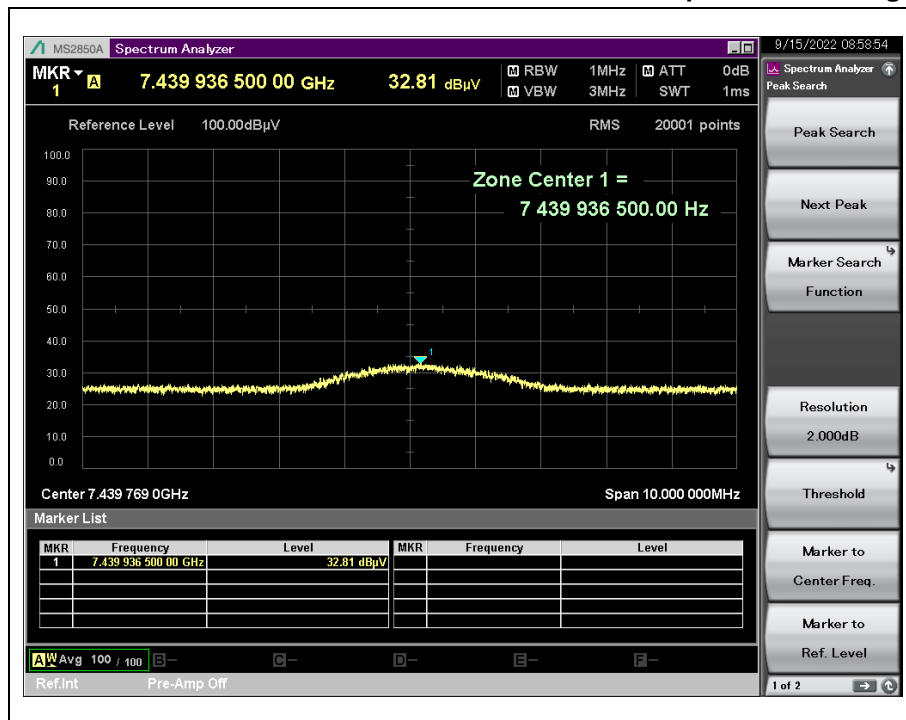 MS2850A Spectrum Analyzer
9/15/2022 08:58:54
MKR 1 A 7.439 936 500 00 GHz 32.81 dBµV
M RBW 1MHz M ATT 0dB
M VBW 3MHz SWT 1ms
Spectrum Analyzer
Peak Search
Reference Level 100.00dBµV RMS 20001 points
100.0
90.0
80.0
70.0
60.0
50.0
40.0
30.0
20.0
10.0
0.0
Zone Center 1 =
7 439 936 500.00 Hz
1
Center 7.439 769 0GHz Span 10.000 000MHz
Marker List
MKR Frequency Level MKR Frequency Level
1 7.439 936 500 00 GHz 32.81 dBµV
A W Avg 100 / 100 B- C- D- E- F-
Ref.Int Pre-Amp Off
Peak Search
Next Peak
Marker Search
Function
Resolution
2.000dB
Threshold
Marker to
Center Freq.
Marker to
Ref. Level
1 of 2